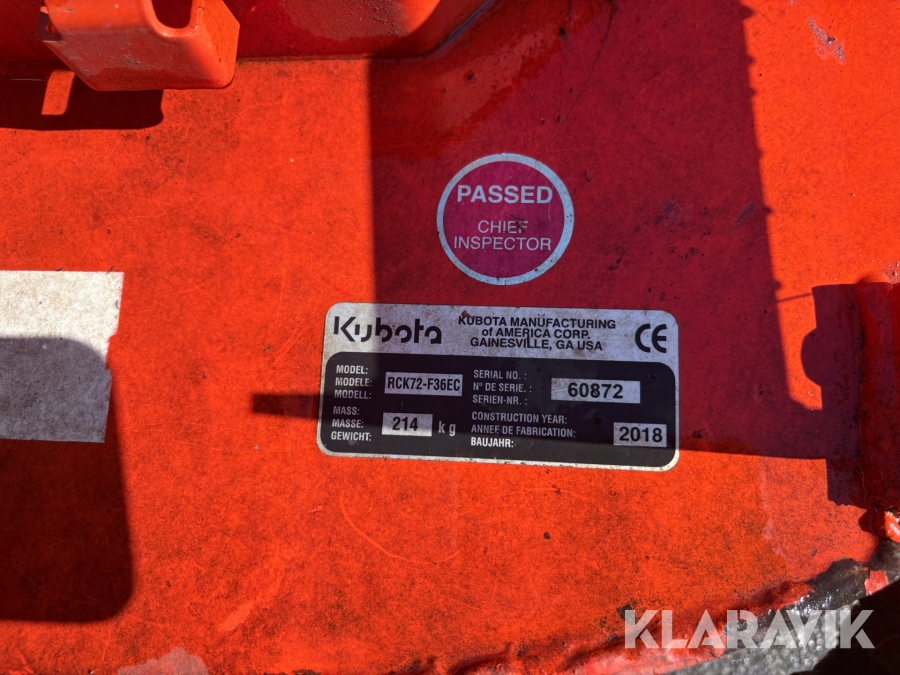 PASSED
CHIEF
INSPECTOR
Kubota
KUBOTA MANUFACTURING
of AMERICA CORP.
GAINESVILLE, GA USA
CE
MODEL:
MODELE:
MODELL:
RCK72-F36EC
SERIAL NO. :
N° DE SERIE. :
SERIEN-NR. :
60872
MASS:
MASSE:
GEWICHT:
214 kg
CONSTRUCTION YEAR:
ANNEE DE FABRICATION:
BAUJAHR:
2018
KLARAVIK